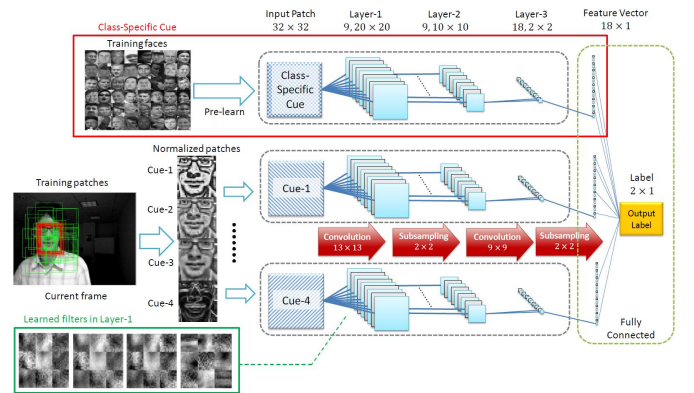 Class-Specific Cue
Input Patch
32 × 32
Layer-1
9, 20 × 20
Layer-2
9, 10 × 10
Layer-3
18, 2 × 2
Feature Vector
18 × 1
Training faces
Pre-learn
Class-
Specific
Cue
Normalized patches
Training patches
Cue-1
Cue-2
Cue-3
Cue-4
Current frame
Cue-1
Convolution
13 × 13
Subsampling
2 × 2
Convolution
9 × 9
Subsampling
2 × 2
Cue-4
Label
2 × 1
Output
Label
Fully
Connected
Learned filters in Layer-1